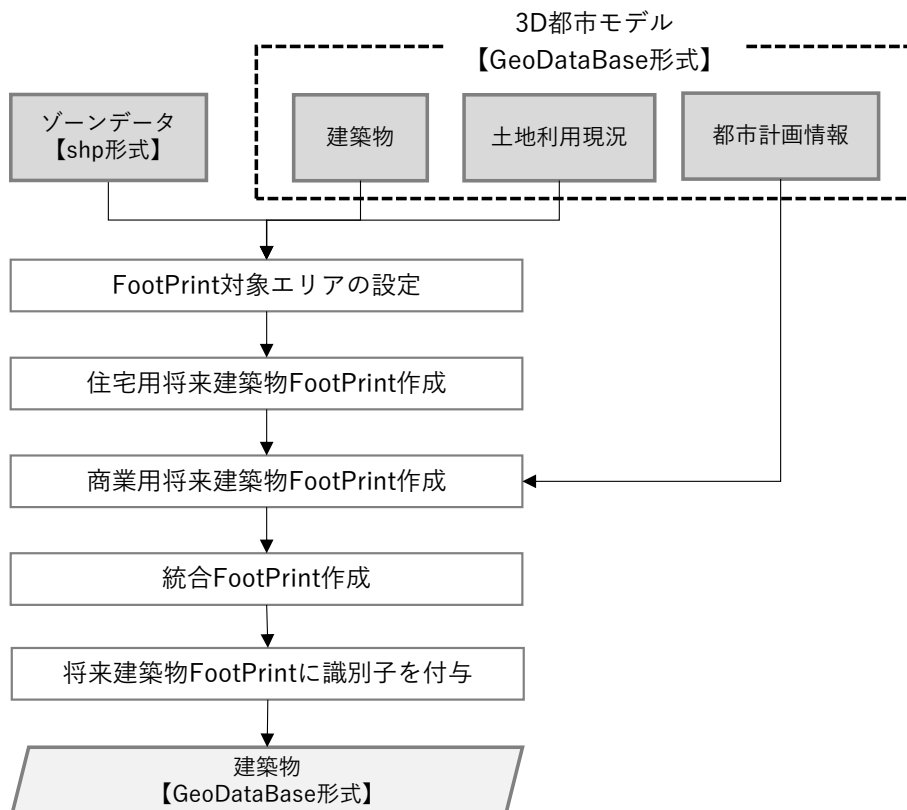 3D都市モデル
【GeoDataBase形式】
ゾーンデータ
【shp形式】
建築物
土地利用現況
都市計画情報
FootPrint対象エリアの設定
住宅用将来建築物FootPrint作成
商業用将来建築物FootPrint作成
統合FootPrint作成
将来建築物FootPrintに識別子を付与
建築物
【GeoDataBase形式】